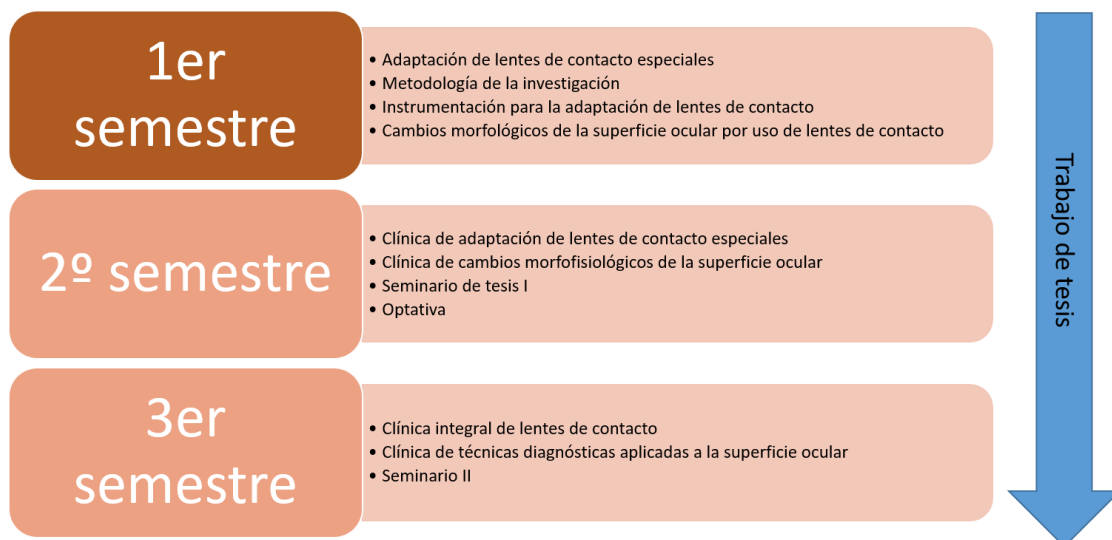 1er
semestre
• Adaptación de lentes de contacto especiales
• Metodología de la investigación
• Instrumentación para la adaptación de lentes de contacto
• Cambios morfológicos de la superficie ocular por uso de lentes de contacto
2º semestre
• Clínica de adaptación de lentes de contacto especiales
• Clínica de cambios morfofisiológicos de la superficie ocular
• Seminario de tesis I
• Optativa
3er
semestre
• Clínica integral de lentes de contacto
• Clínica de técnicas diagnósticas aplicadas a la superficie ocular
• Seminario II
Trabajo de tesis